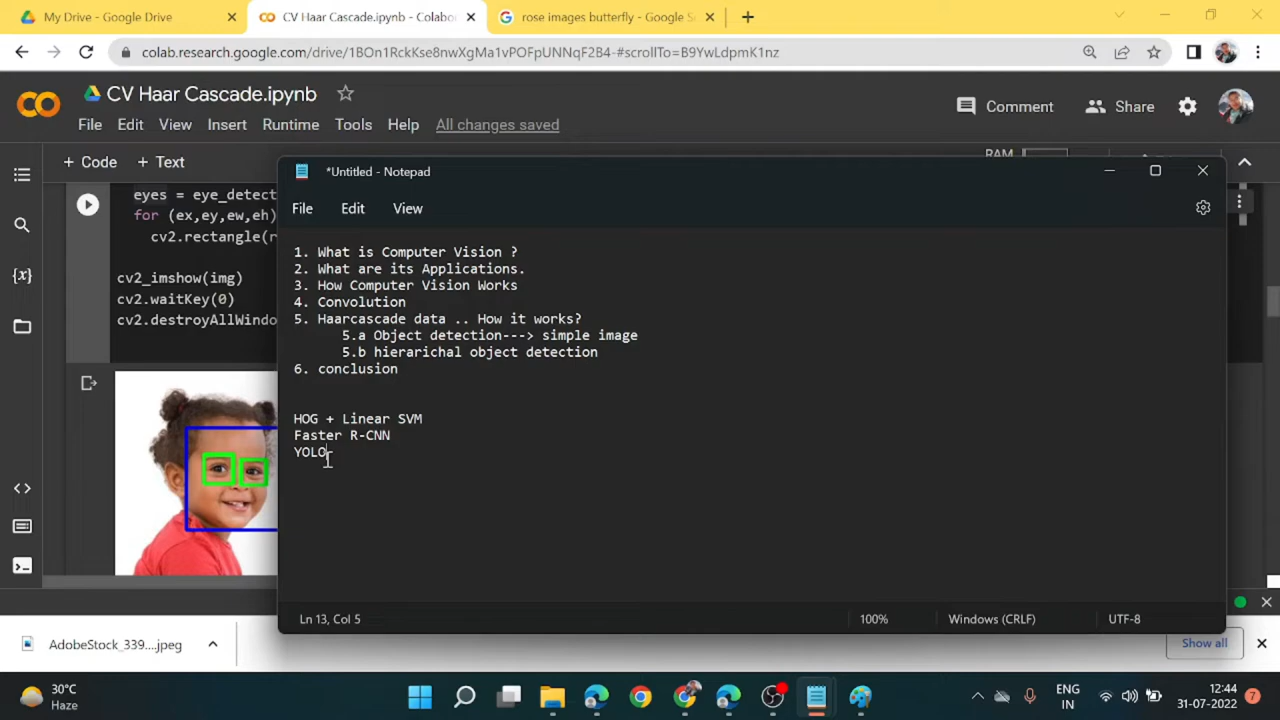 My Drive - Google Drive
CV Haar Cascade.ipynb - Colabor
rose images butterfly - Google Se
colab.research.google.com/drive/1BOn1RckKse8nwXgMa1vPOFpUNNqF2B4-#scrollTo=B9YwLdpmK1nz
CV Haar Cascade.ipynb
Comment
Share
File Edit View Insert Runtime Tools Help All changes saved
+ Code + Text
RAM
eyes = eye_detect
for (ex,ey,ew,eh)
cv2.rectangle(r
cv2_imshow(img)
cv2.waitKey(0)
cv2.destroyAllWindo
*Untitled - Notepad
File Edit View
1. What is Computer Vision ?
2. What are its Applications.
3. How Computer Vision Works
4. Convolution
5. Haarcascade data .. How it works?
5.a Object detection---> simple image
5.b hierarichal object detection
6. conclusion
HOG + Linear SVM
Faster R-CNN
YOLO
Ln 13, Col 5
100%
Windows (CRLF)
UTF-8
AdobeStock_339....jpeg
Show all
30°C
Haze
ENG
IN
12:44
31-07-2022
7